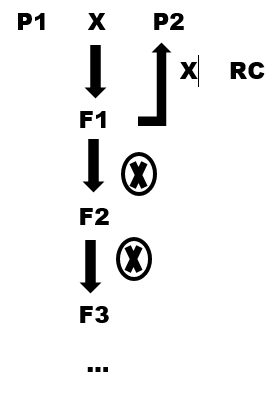 P1 X P2
X RC
F1
X
F2
X
F3
...